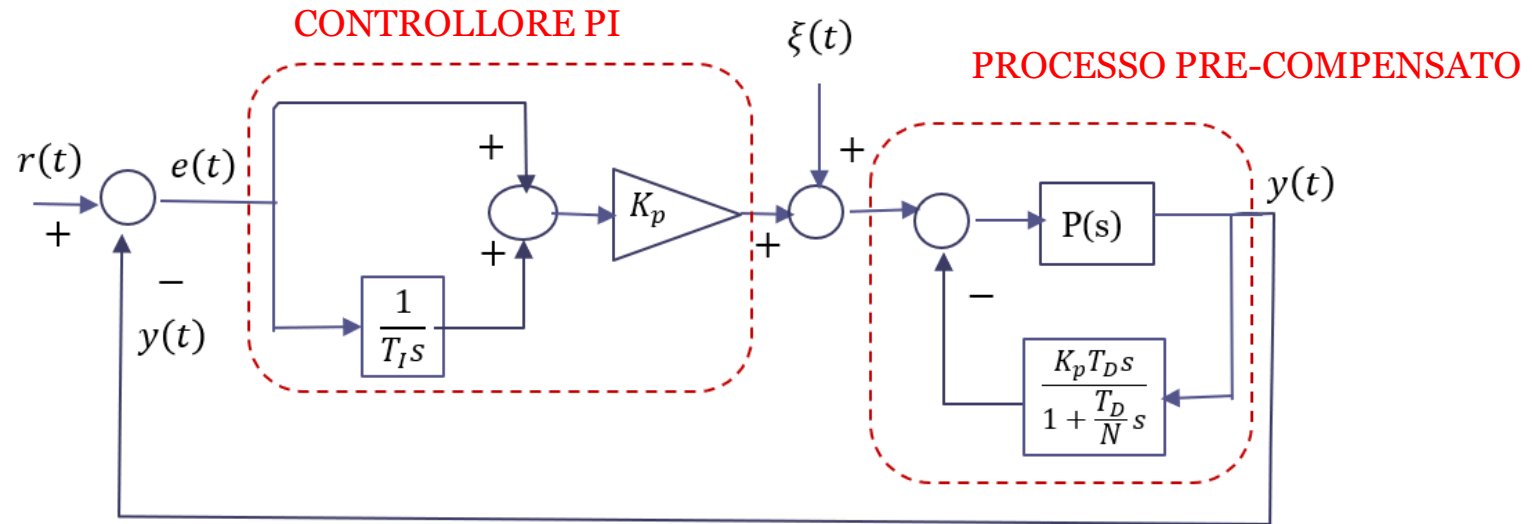 CONTROLLORE PI
ξ(t)
PROCESSO PRE-COMPENSATO
r(t)
e(t)
+
+
+
K_p
+
+
y(t)
P(s)
−
y(t)
1
T_I s
−
K_p T_D s
1 + T_D/N s